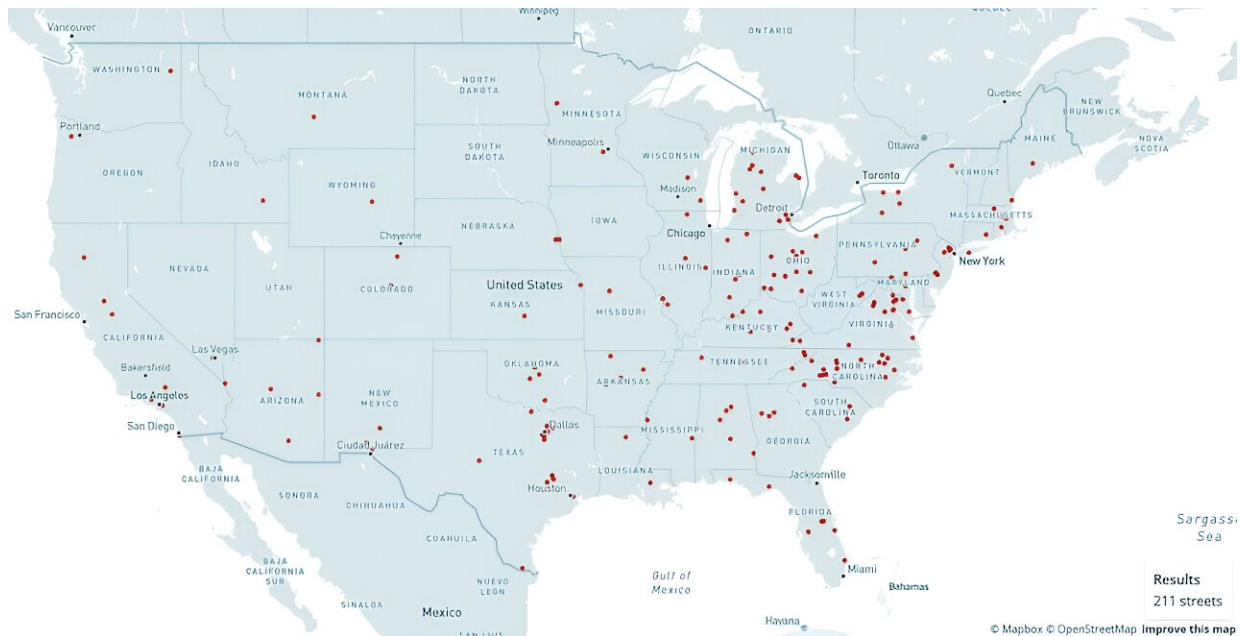 Winnipeg
QUEBEC
Vancouver
ONTARIO
WASHINGTON
NORTH
DAKOTA
MONTANA
Quebec
NEW
BRUNSWICK
MINNESOTA
Portland
MAINE
NOVA
SCOTIA
Ottawa
Minneapolis
SOUTH
DAKOTA
WISCONSIN
MICHIGAN
IDAHO
OREGON
VERMONT
Toronto
WYOMING
Madison
Detroit
MASSACHUSETTS
IOWA
NEBRASKA
Chicago
Cheyenne
PENNSYLVANIA
New York
OHIO
NEVADA
ILLINOIS
INDIANA
UTAH
COLORADO
United States
MARYLAND
WEST
VIRGINIA
KANSAS
MISSOURI
San Francisco
VIRGINIA
KENTUCKY
CALIFORNIA
Las Vegas
TENNESSEE
OKLAHOMA
Bakersfield
NORTH
CAROLINA
ARKANSAS
Los Angeles
ARIZONA
NEW
MEXICO
SOUTH
CAROLINA
San Diego
Dallas
MISSISSIPPI
GEORGIA
Ciudad Juárez
TEXAS
BAJA
CALIFORNIA
LOUISIANA
Jacksonville
Houston
SONORA
CHIHUAHUA
FLORIDA
Sargasso
Sea
COAHUILA
BAJA
CALIFORNIA
SUR
Miami
Gulf of
Mexico
NUEVO
LEON
Bahamas
Results
211 streets
SINALOA
Mexico
Havana
SAN LUIS
© Mapbox © OpenStreetMap Improve this map